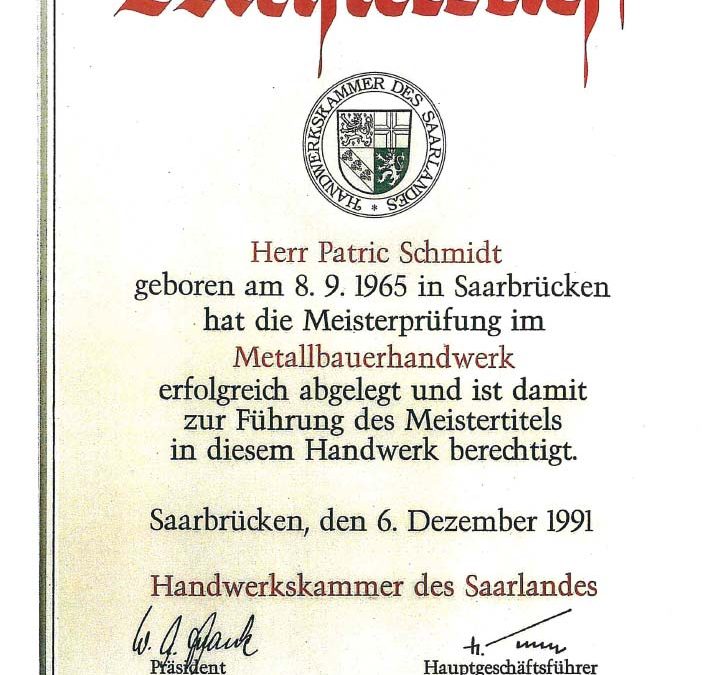 Meisterbrief
HANDWERKSKAMMER DES SAARLANDES *
Herr Patric Schmidt
geboren am 8. 9. 1965 in Saarbrücken
hat die Meisterprüfung im
Metallbauerhandwerk
erfolgreich abgelegt und ist damit
zur Führung des Meistertitels
in diesem Handwerk berechtigt.
Saarbrücken, den 6. Dezember 1991
Handwerkskammer des Saarlandes
Präsident Hauptgeschäftsführer